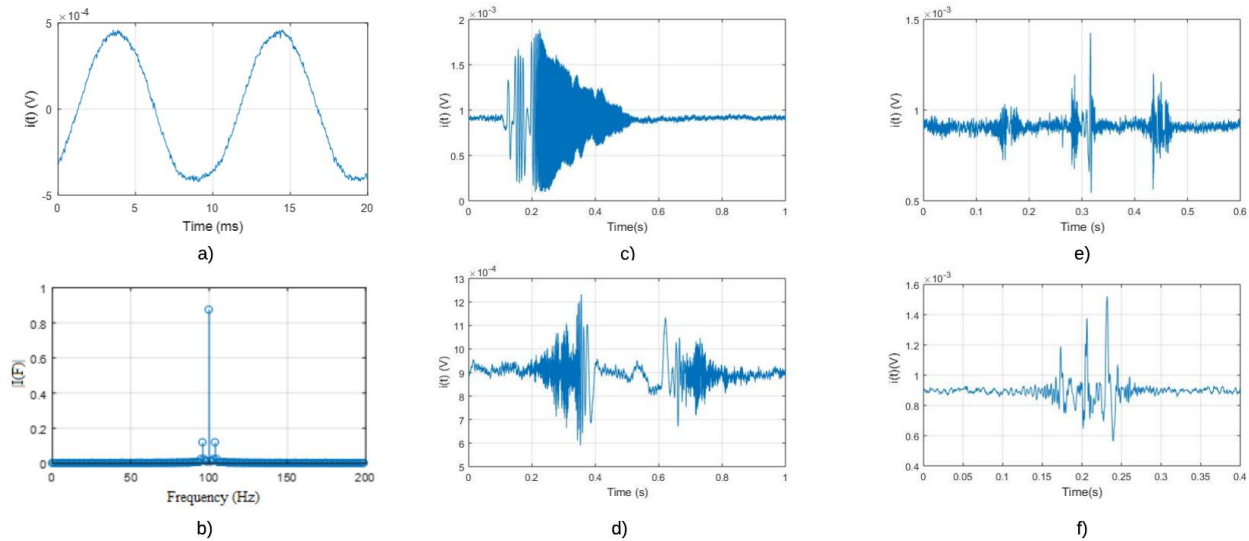 5 ×10⁻⁴
0
-5
i(t) (V)
0 5 10 15 20
Time (ms)
a)
1
0.8
0.6
0.4
0.2
0
|I(F)|
0 50 100 150 200
Frequency (Hz)
b)
×10⁻³
2
1.5
1
0.5
0
i(t) (V)
0 0.2 0.4 0.6 0.8 1
Time(s)
c)
×10⁻⁴
13
12
11
10
9
8
7
6
5
i(t) (V)
0 0.2 0.4 0.6 0.8 1
Time (s)
d)
×10⁻³
1.5
1
0.5
i(t) (V)
0 0.1 0.2 0.3 0.4 0.5 0.6
Time (s)
e)
×10⁻³
1.6
1.4
1.2
1
0.8
0.6
0.4
i(t)(V)
0 0.05 0.1 0.15 0.2 0.25 0.3 0.35 0.4
Time(s)
f)